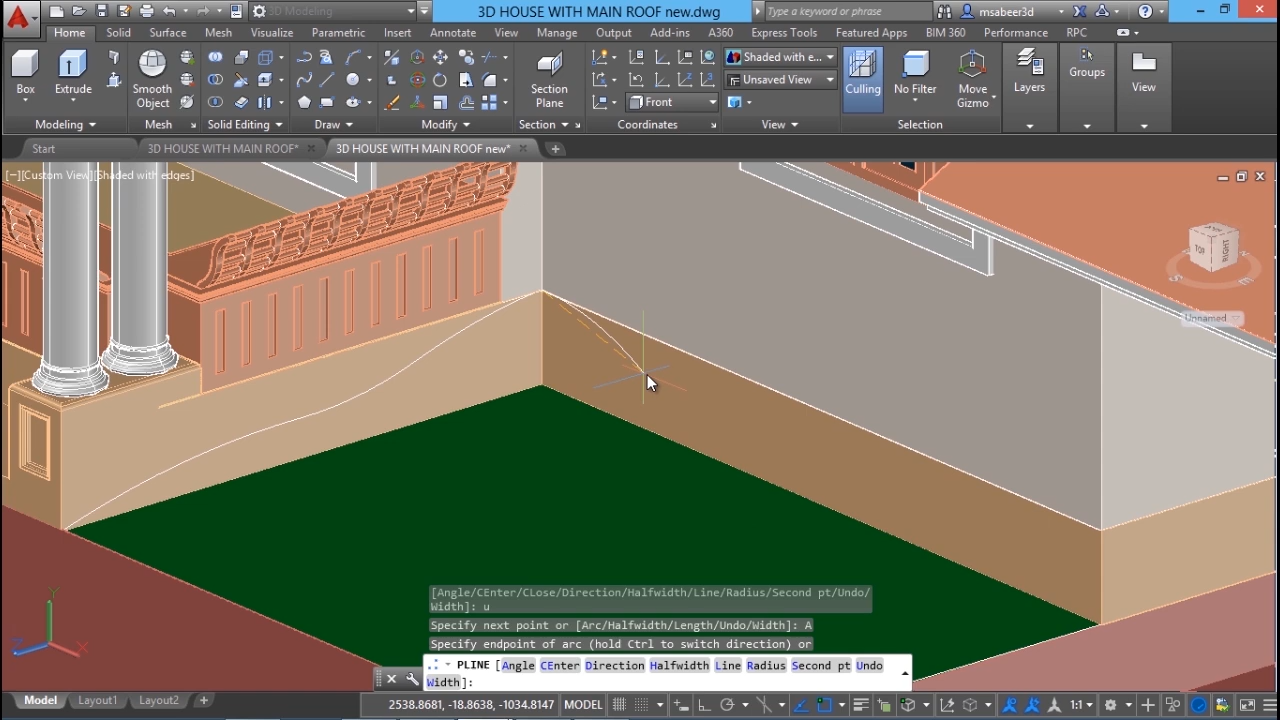 3D Modeling
3D HOUSE WITH MAIN ROOF new.dwg
Type a keyword or phrase
msabeer3d
Home Solid Surface Mesh Visualize Parametric Insert Annotate View Manage Output Add-ins A360 Express Tools Featured Apps BIM 360 Performance RPC
Box
Extrude
Smooth
Object
Section
Plane
Shaded with e...
Unsaved View
Front
Culling
No Filter
Move
Gizmo
Layers
Groups
View
Modeling Mesh Solid Editing Draw Modify Section Coordinates View Selection
Start 3D HOUSE WITH MAIN ROOF* 3D HOUSE WITH MAIN ROOF new*
[−][Custom View][Shaded with edges]
TOP
RIGHT
Unnamed
Y
X
Z
[Angle/CEnter/CLose/Direction/Halfwidth/Line/Radius/Second pt/Undo/
Width]: u
Specify next point or [Arc/Halfwidth/Length/Undo/Width]: A
Specify endpoint of arc (hold Ctrl to switch direction) or
PLINE [Angle CEnter Direction Halfwidth Line Radius Second pt Undo
Width]:
Model Layout1 Layout2 +
2538.8681, -18.8638, -1034.8147 MODEL 1:1